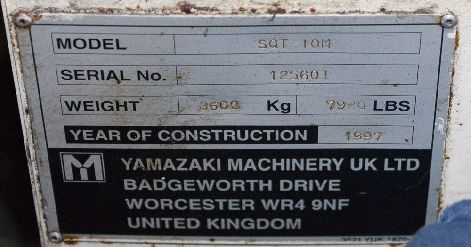 MODEL SQT 10M
SERIAL No. 125601
WEIGHT 3600 Kg 7920 LBS
YEAR OF CONSTRUCTION 1997
M YAMAZAKI MACHINERY UK LTD
BADGEWORTH DRIVE
WORCESTER WR4 9NF
UNITED KINGDOM